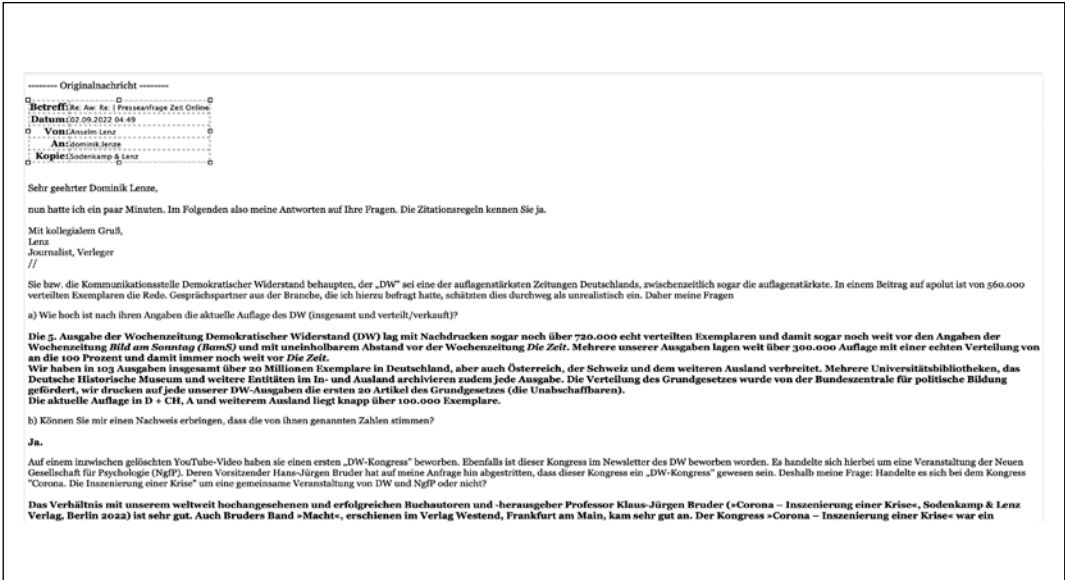 -------- Originalnachricht --------
Betreff: Re: Aw: Re: | Presseanfrage Zeit Online
Datum: 02.09.2022 04:49
Von: Anselm Lenz
An: dominik.lenze
Kopie: Sodenkamp & Lenz
Sehr geehrter Dominik Lenze,
nun hatte ich ein paar Minuten. Im Folgenden also meine Antworten auf Ihre Fragen. Die Zitationsregeln kennen Sie ja.
Mit kollegialem Gruß,
Lenz
Journalist, Verleger
//
Sie bzw. die Kommunikationsstelle Demokratischer Widerstand behaupten, der „DW" sei eine der auflagenstärksten Zeitungen Deutschlands, zwischenzeitlich sogar die auflagenstärkste. In einem Beitrag auf apolut ist von 560.000
verteilten Exemplaren die Rede. Gesprächspartner aus der Branche, die ich hierzu befragt hatte, schätzten dies durchweg als unrealistisch ein. Daher meine Fragen
a) Wie hoch ist nach ihren Angaben die aktuelle Auflage des DW (insgesamt und verteilt/verkauft)?
Die 5. Ausgabe der Wochenzeitung Demokratischer Widerstand (DW) lag mit Nachdrucken sogar noch über 720.000 echt verteilten Exemplaren und damit sogar noch weit vor den Angaben der
Wochenzeitung Bild am Sonntag (BamS) und mit uneinholbarem Abstand vor der Wochenzeitung Die Zeit. Mehrere unserer Ausgaben lagen weit über 300.000 Auflage mit einer echten Verteilung von
an die 100 Prozent und damit immer noch weit vor Die Zeit.
Wir haben in 103 Ausgaben insgesamt über 20 Millionen Exemplare in Deutschland, aber auch Österreich, der Schweiz und dem weiteren Ausland verbreitet. Mehrere Universitätsbibliotheken, das
Deutsche Historische Museum und weitere Entitäten im In- und Ausland archivieren zudem jede Ausgabe. Die Verteilung des Grundgesetzes wurde von der Bundeszentrale für politische Bildung
gefördert, wir drucken auf jede unserer DW-Ausgaben die ersten 20 Artikel des Grundgesetzes (die Unabschaffbaren).
Die aktuelle Auflage in D + CH, A und weiterem Ausland liegt knapp über 100.000 Exemplare.
b) Können Sie mir einen Nachweis erbringen, dass die von ihnen genannten Zahlen stimmen?
Ja.
Auf einem inzwischen gelöschten YouTube-Video haben sie einen ersten „DW-Kongress" beworben. Ebenfalls ist dieser Kongress im Newsletter des DW beworben worden. Es handelte sich hierbei um eine Veranstaltung der Neuen
Gesellschaft für Psychologie (NgfP). Deren Vorsitzender Hans-Jürgen Bruder hat auf meine Anfrage hin abgestritten, dass dieser Kongress ein „DW-Kongress" gewesen sein. Deshalb meine Frage: Handelte es sich bei dem Kongress
"Corona. Die Inszenierung einer Krise" um eine gemeinsame Veranstaltung von DW und NgfP oder nicht?
Das Verhältnis mit unserem weltweit hochangesehenen und erfolgreichen Buchautoren und -herausgeber Professor Klaus-Jürgen Bruder (»Corona – Inszenierung einer Krise«, Sodenkamp & Lenz
Verlag, Berlin 2022) ist sehr gut. Auch Bruders Band »Macht«, erschienen im Verlag Westend, Frankfurt am Main, kam sehr gut an. Der Kongress »Corona – Inszenierung einer Krise« war ein